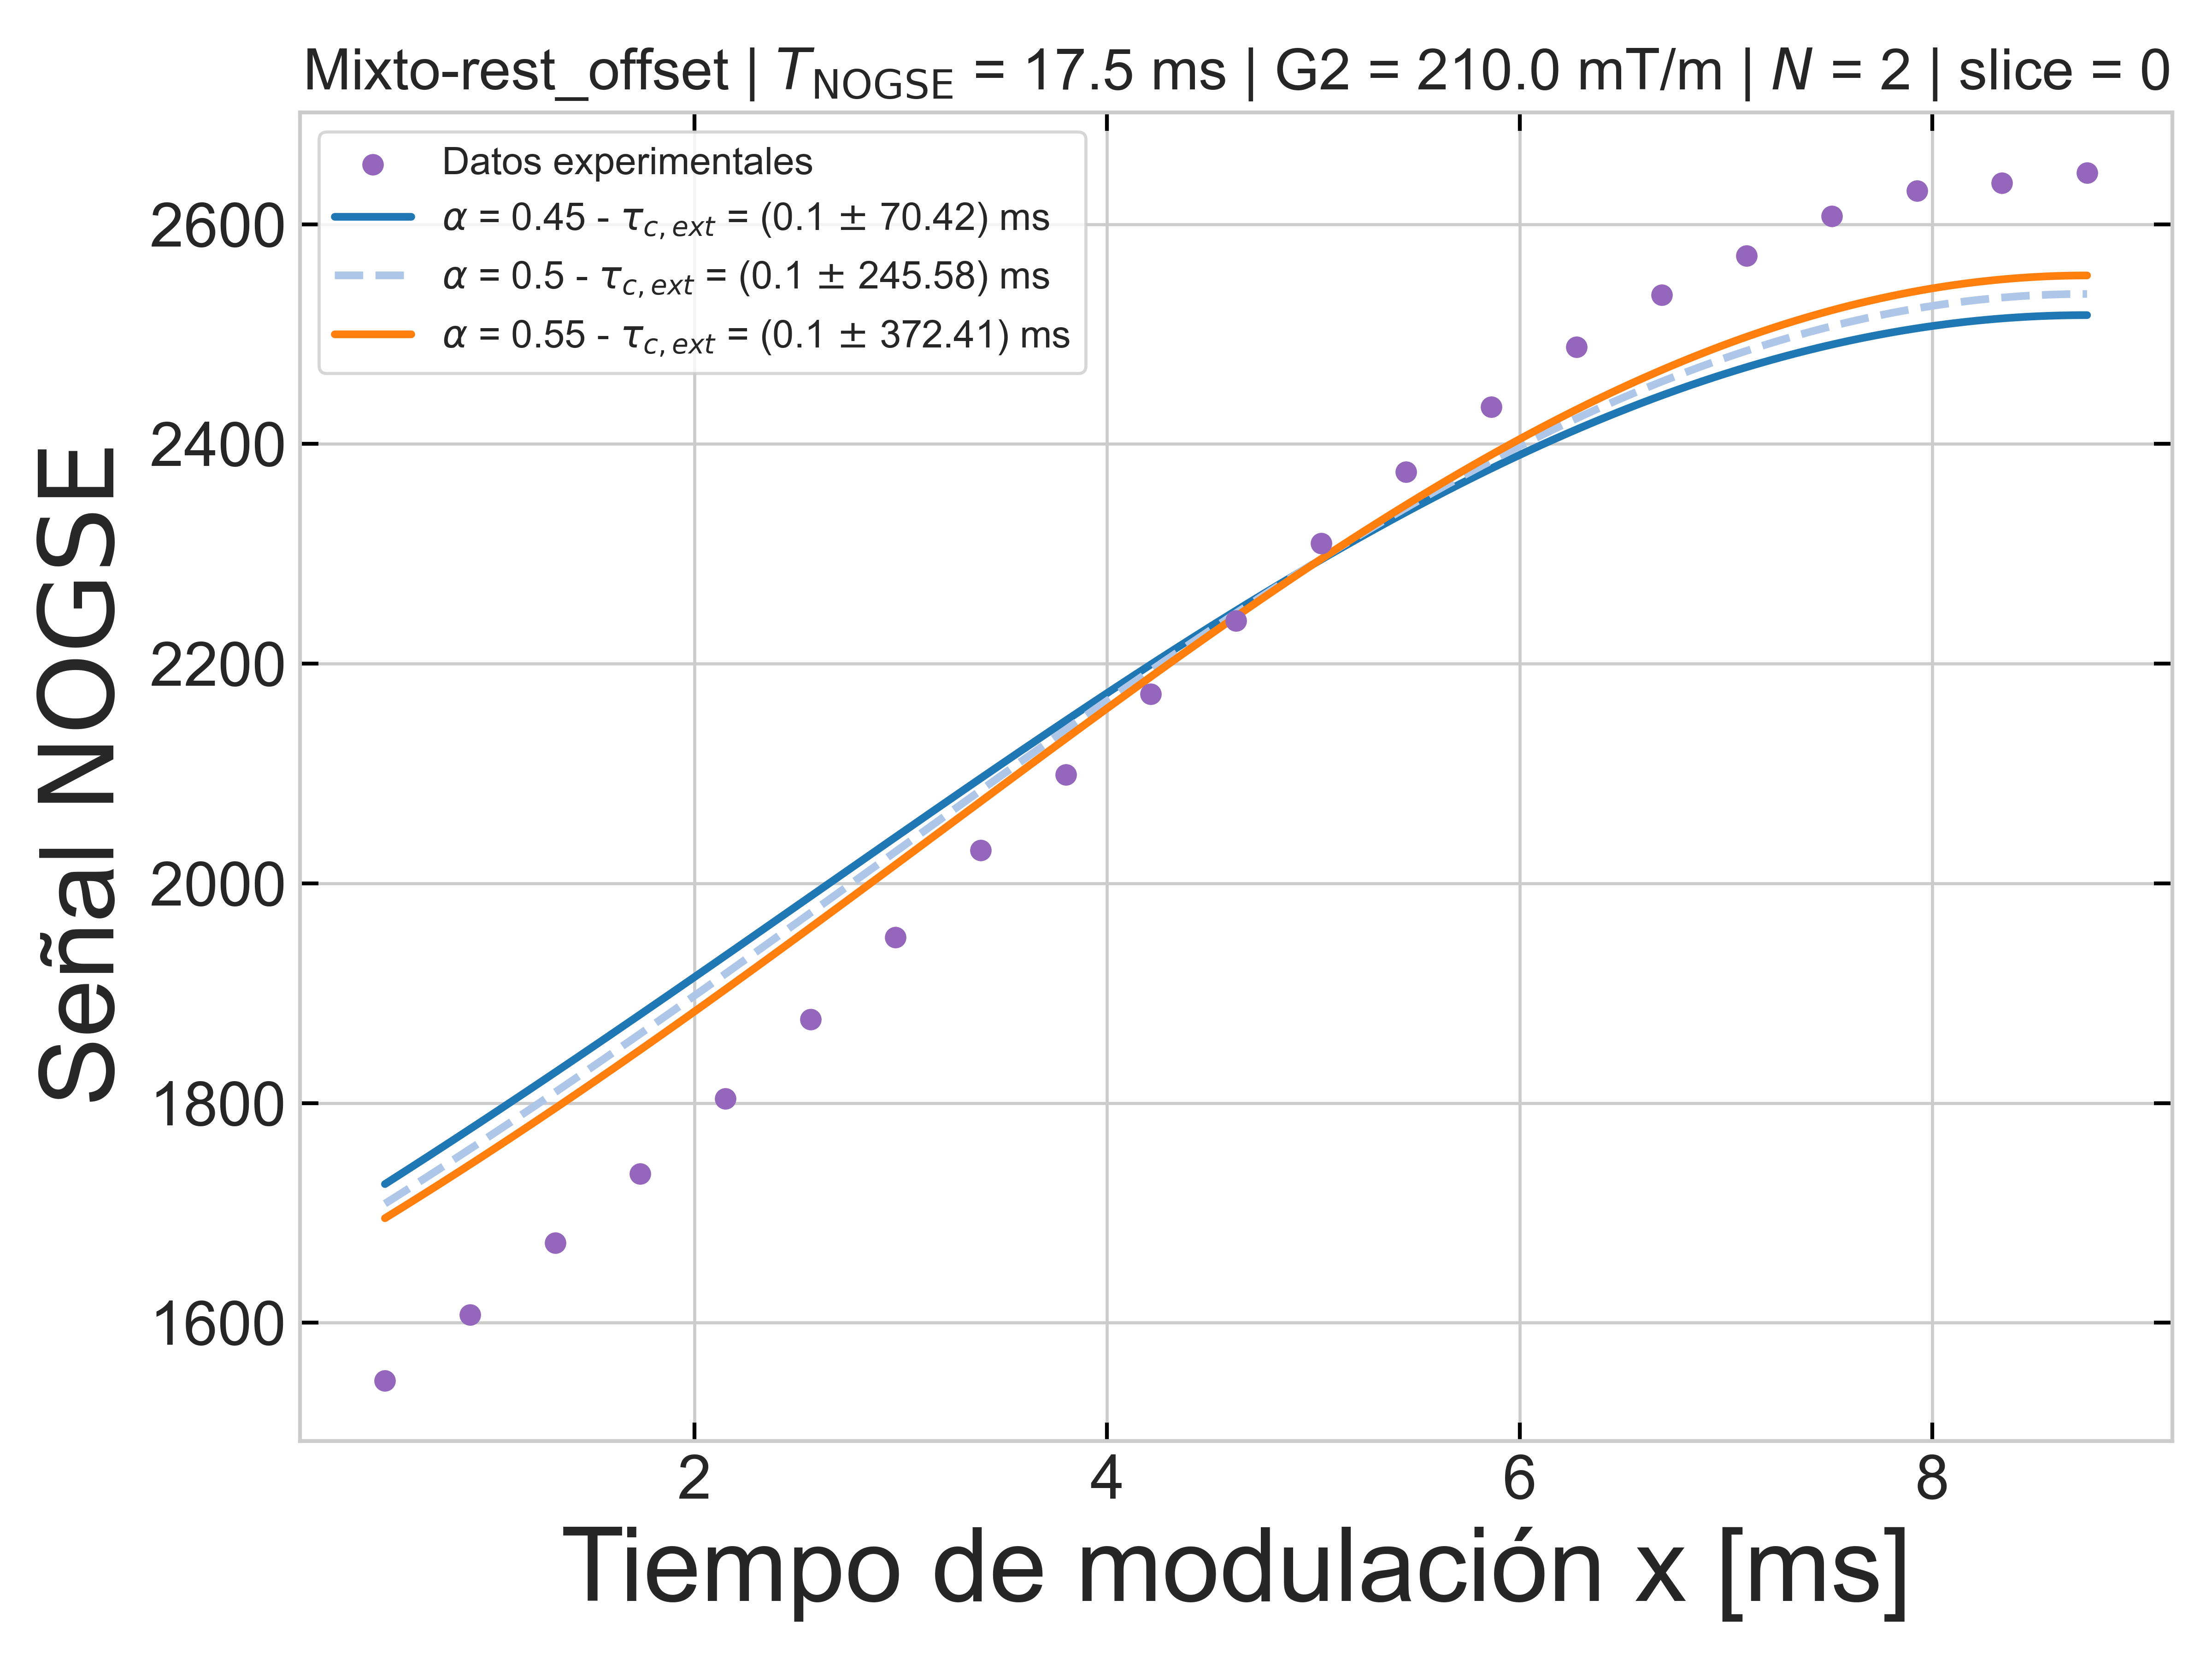 Mixto-rest_offset | T_NOGSE = 17.5 ms | G2 = 210.0 mT/m | N = 2 | slice = 0
Datos experimentales
α = 0.45 - τ_c,ext = (0.1 ± 70.42) ms
α = 0.5 - τ_c,ext = (0.1 ± 245.58) ms
α = 0.55 - τ_c,ext = (0.1 ± 372.41) ms
Señal NOGSE
2600
2400
2200
2000
1800
1600
2 4 6 8
Tiempo de modulación x [ms]